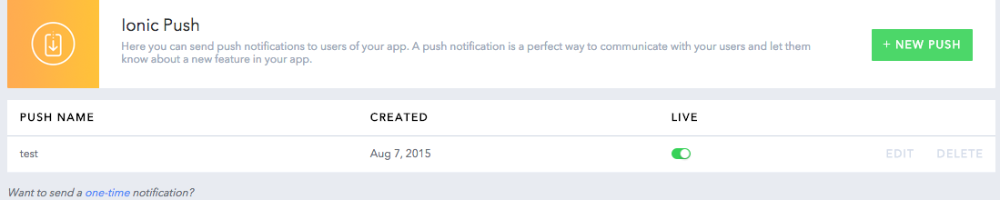 Ionic Push
Here you can send push notifications to users of your app. A push notification is a perfect way to communicate with your users and let them
know about a new feature in your app.
+ NEW PUSH
PUSH NAME CREATED LIVE
test Aug 7, 2015 EDIT DELETE
Want to send a one-time notification?